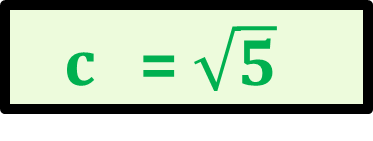 c = √5